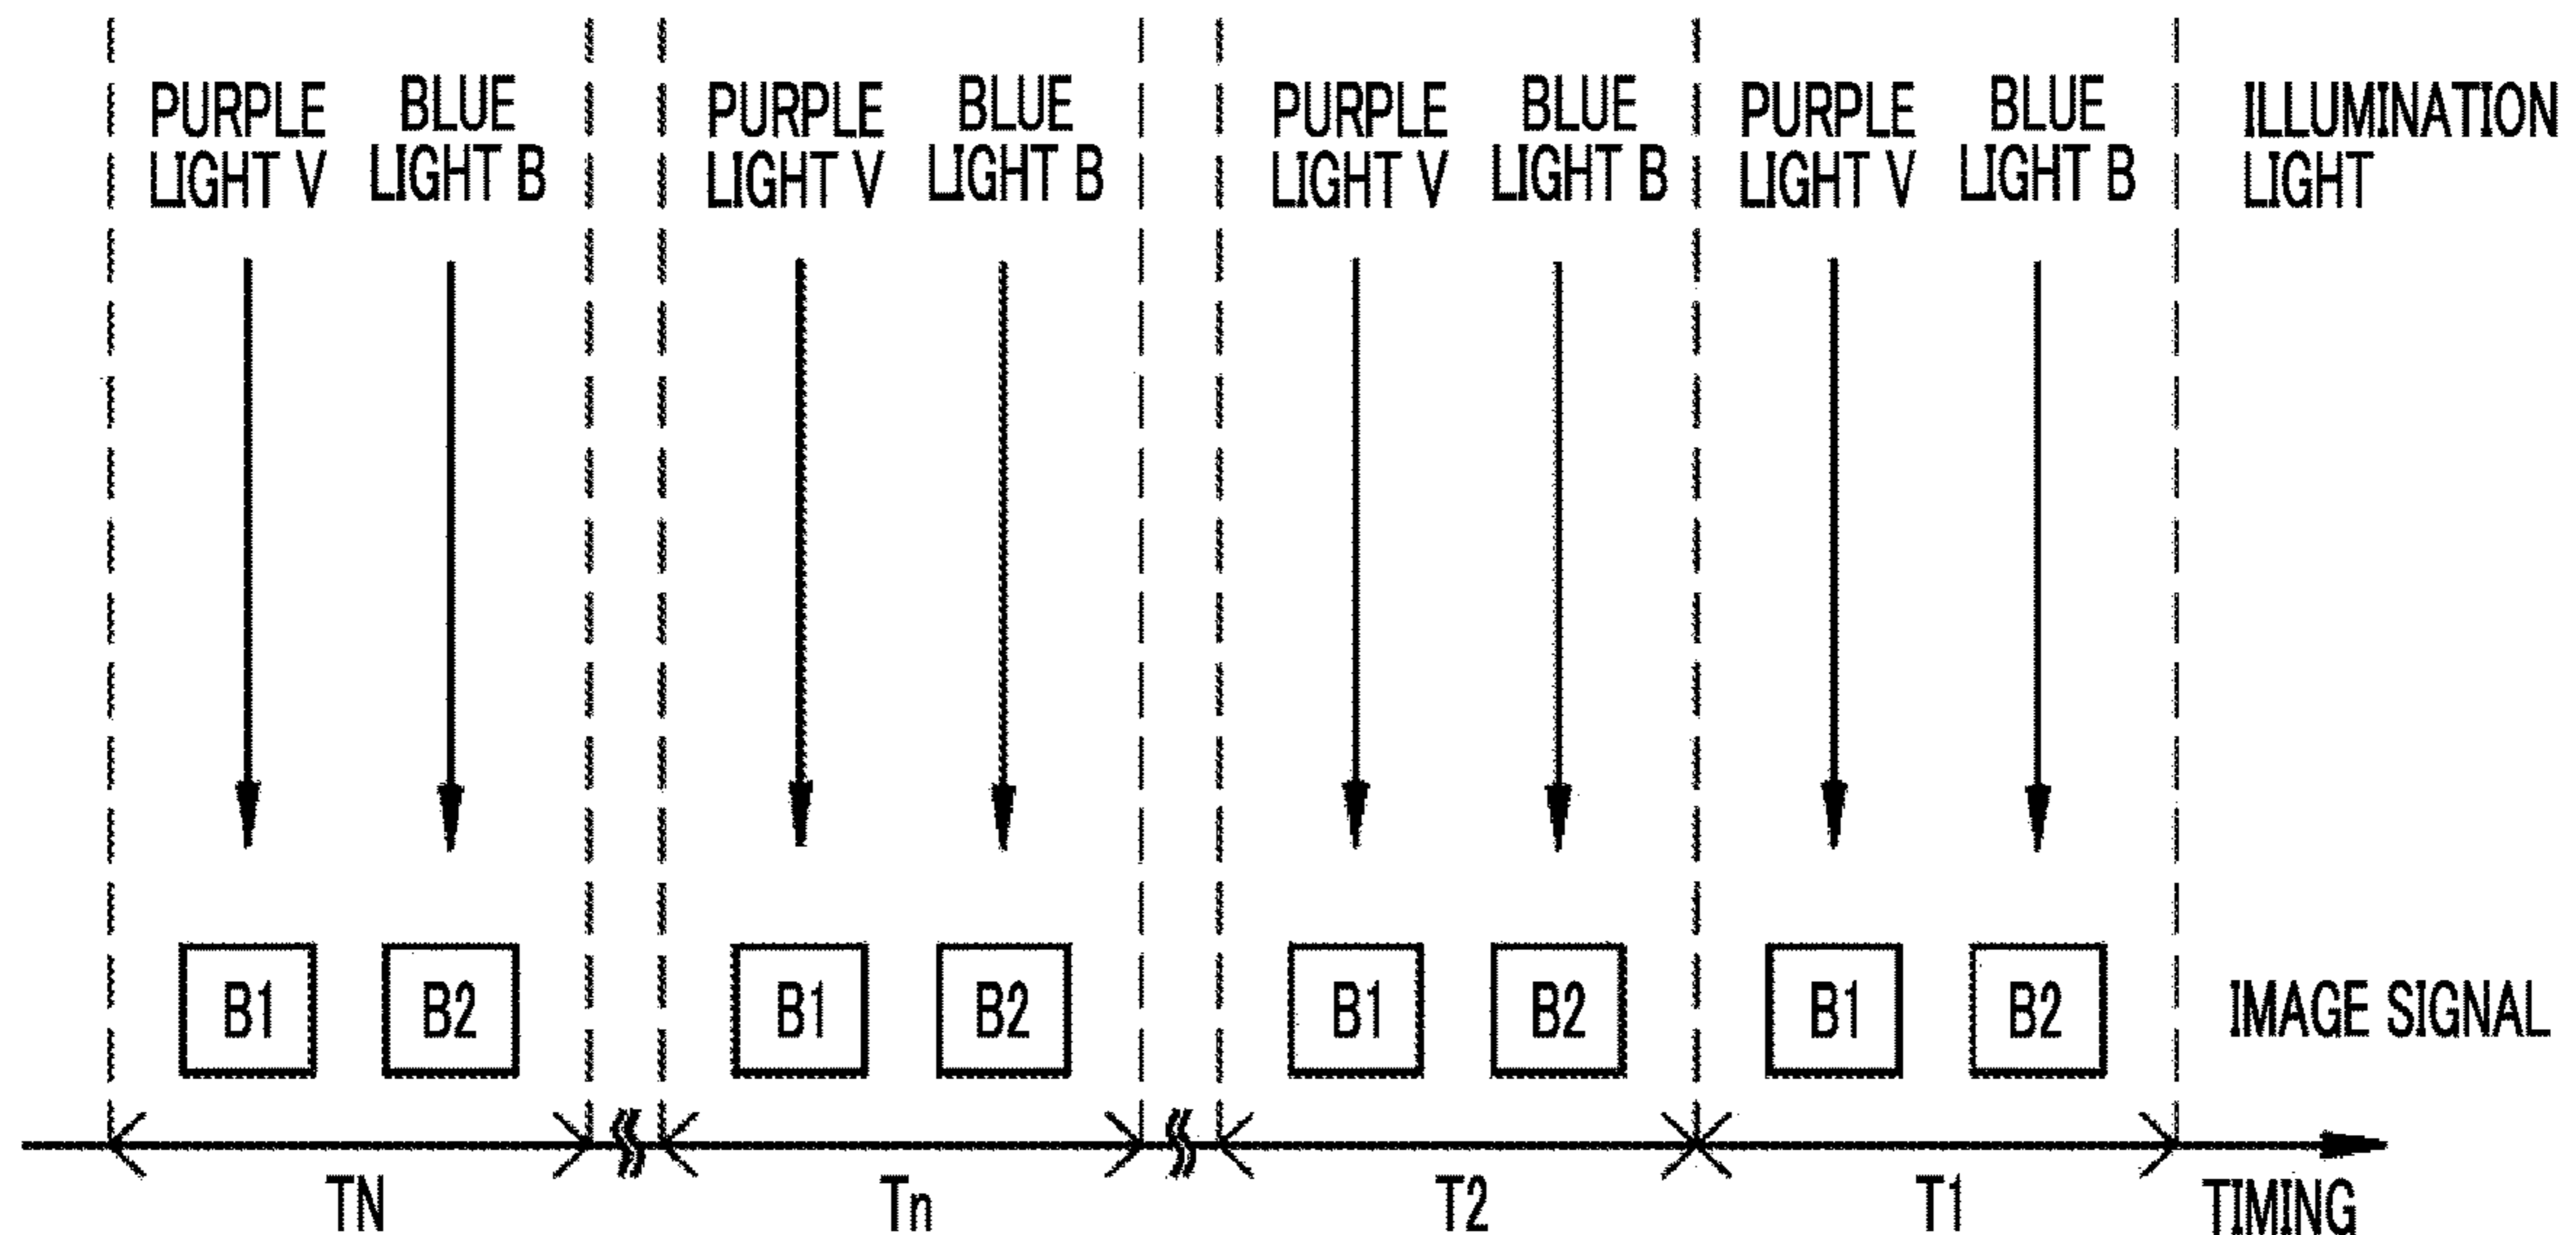 PURPLE LIGHT V
BLUE LIGHT B
PURPLE LIGHT V
BLUE LIGHT B
PURPLE LIGHT V
BLUE LIGHT B
PURPLE LIGHT V
BLUE LIGHT B
ILLUMINATION LIGHT
B1 B2 B1 B2 B1 B2 B1 B2 IMAGE SIGNAL
TN Tn T2 T1 TIMING